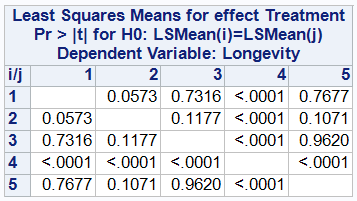 Least Squares Means for effect Treatment
Pr > |t| for H0: LSMean(i)=LSMean(j)
Dependent Variable: Longevity
i/j 1 2 3 4 5
1 0.0573 0.7316 <.0001 0.7677
2 0.0573 0.1177 <.0001 0.1071
3 0.7316 0.1177 <.0001 0.9620
4 <.0001 <.0001 <.0001 <.0001
5 0.7677 0.1071 0.9620 <.0001